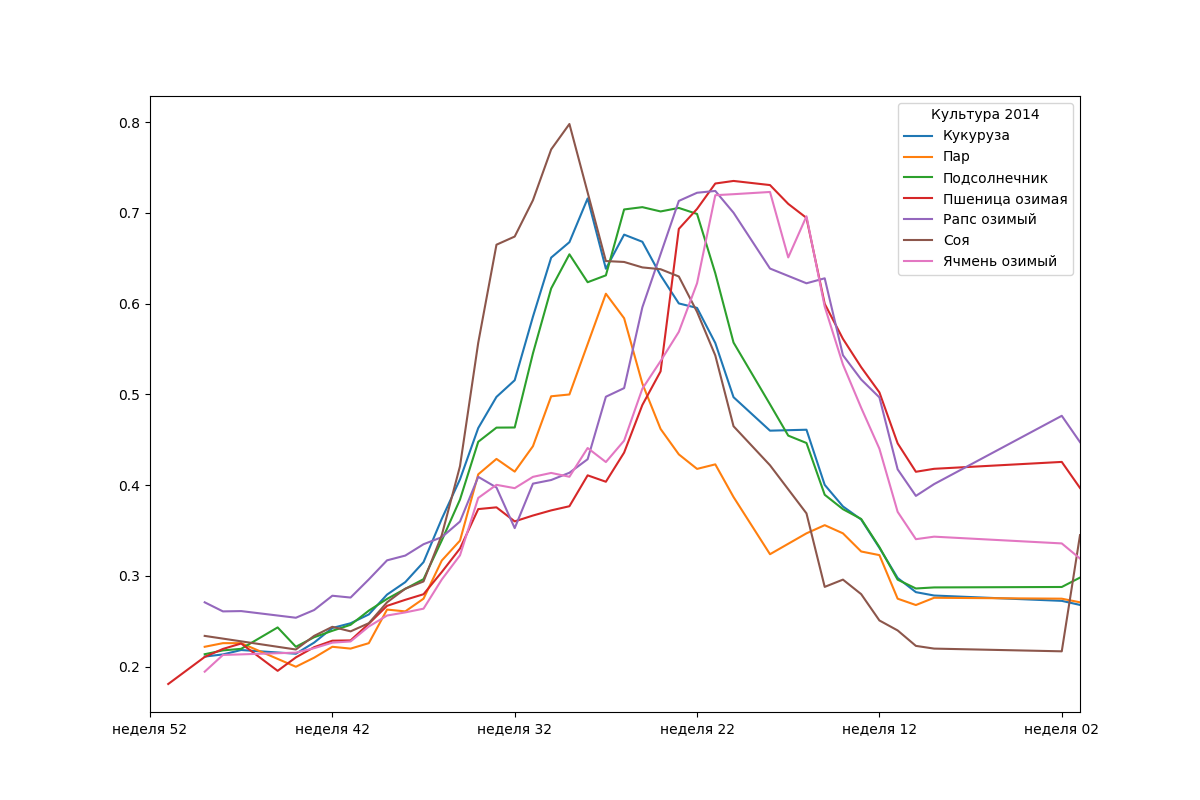 Культура 2014
Кукуруза
Пар
Подсолнечник
Пшеница озимая
Рапс озимый
Соя
Ячмень озимый
0.8
0.7
0.6
0.5
0.4
0.3
0.2
неделя 52 неделя 42 неделя 32 неделя 22 неделя 12 неделя 02